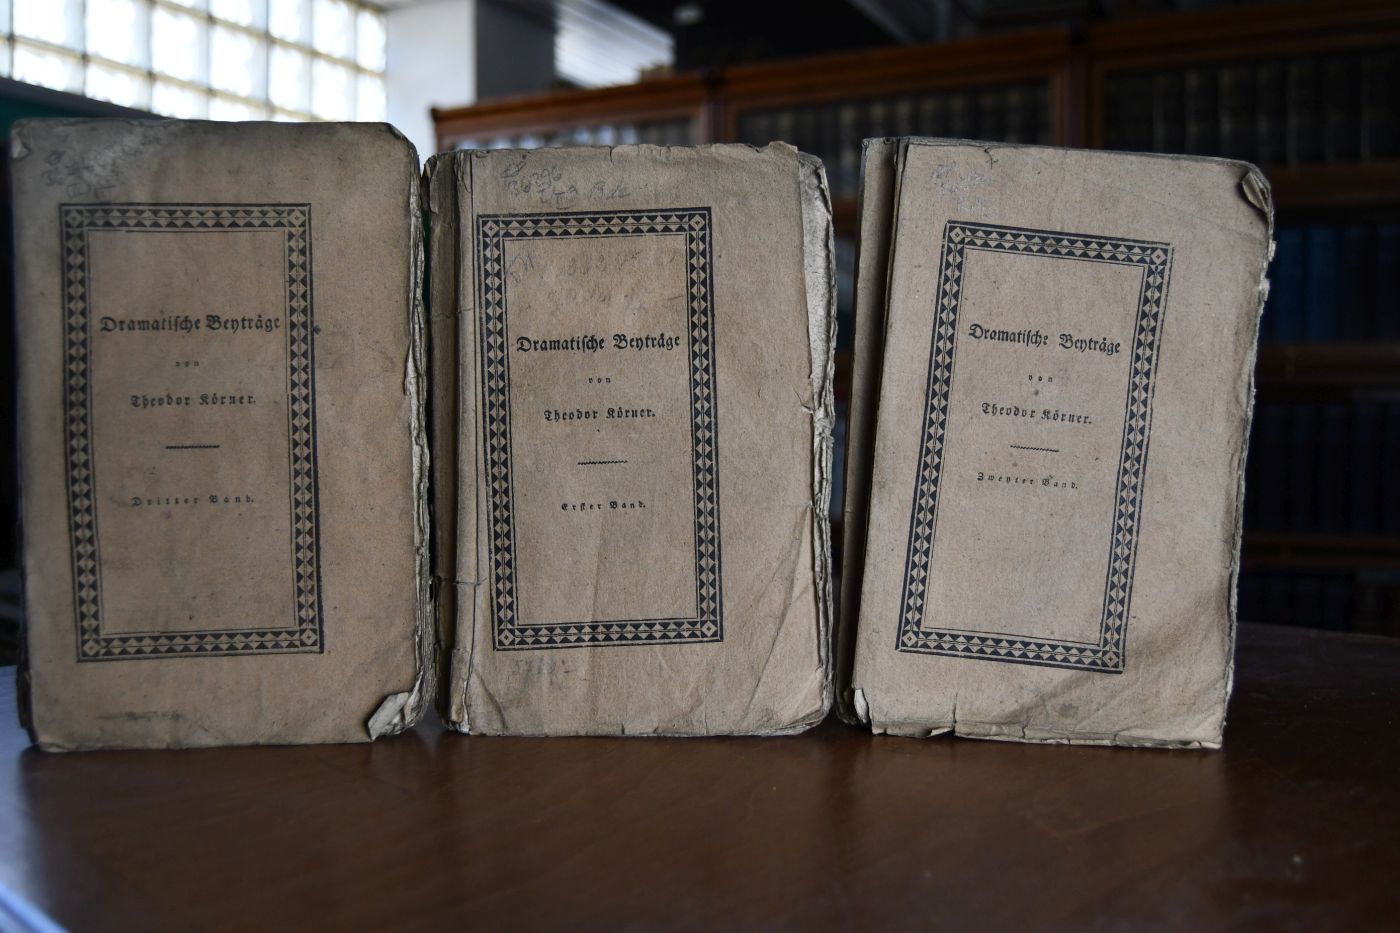 Dramatiſche Beyträge
von
Theodor Körner.
Dritter Band.
Dramatiſche Beyträge
von
Theodor Körner.
Erſter Band.
Dramatiſche Beyträge
von
Theodor Körner.
Zweyter Band.